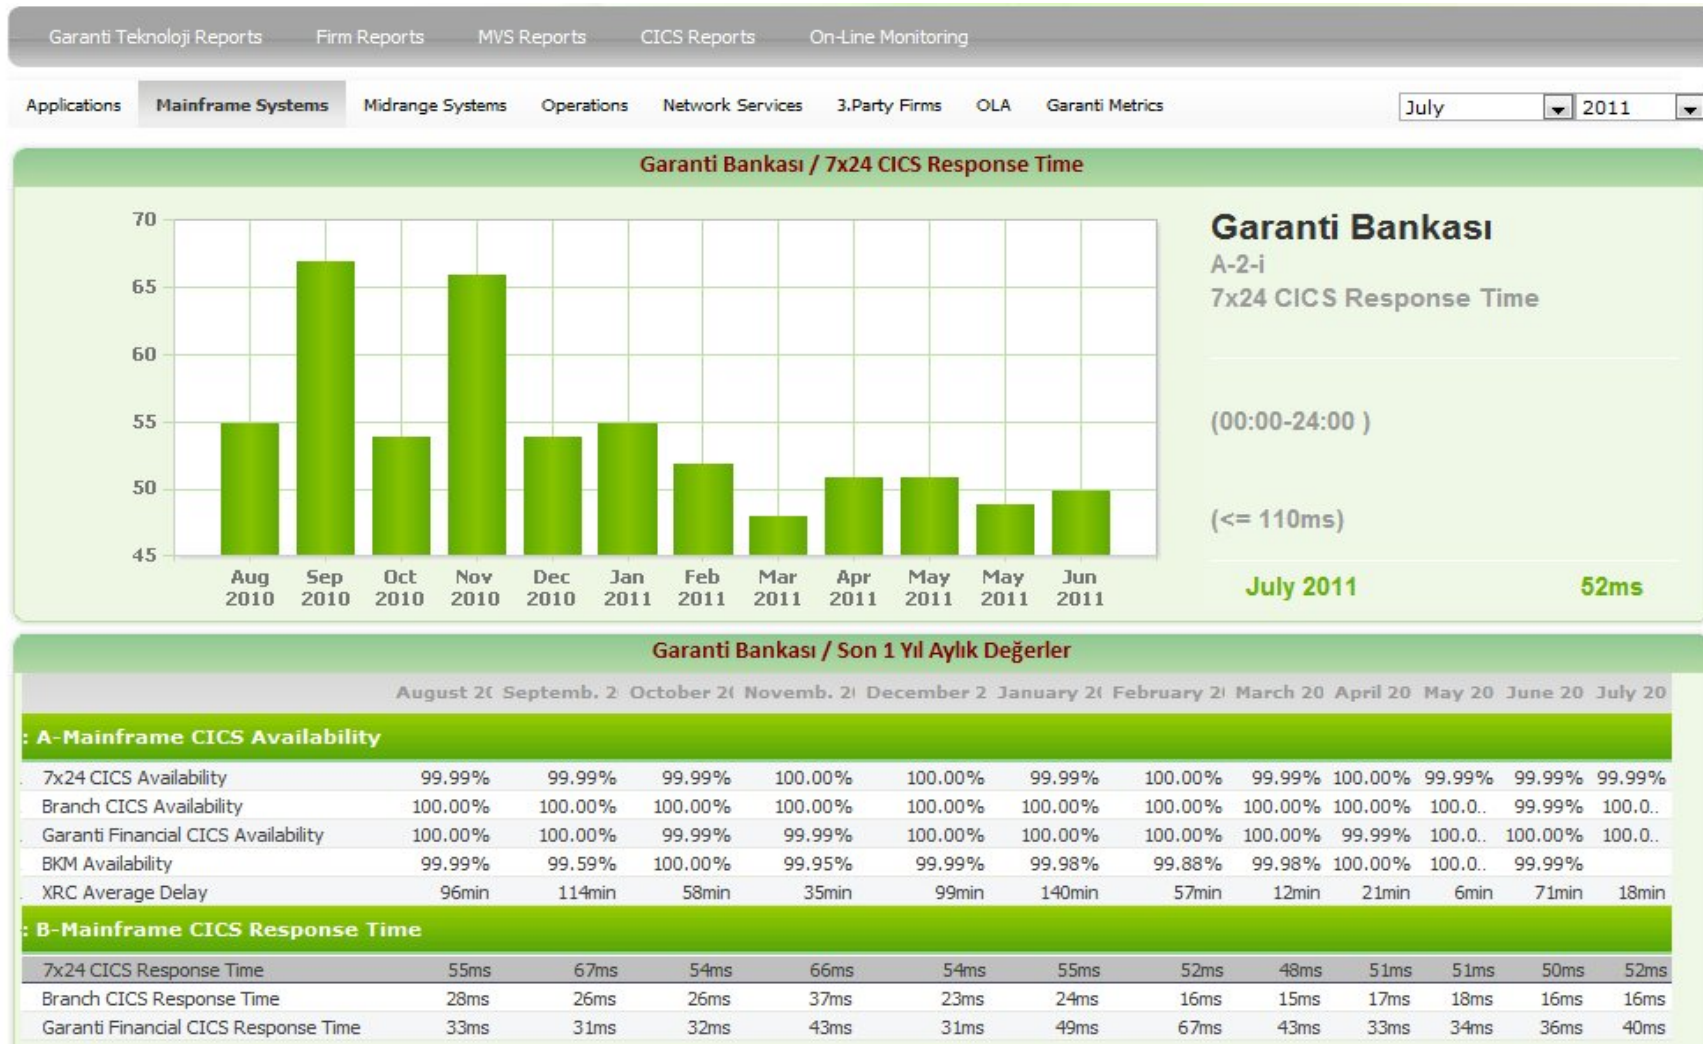 Garanti Teknoloji Reports Firm Reports MVS Reports CICS Reports On-Line Monitoring
Applications Mainframe Systems Midrange Systems Operations Network Services 3.Party Firms OLA Garanti Metrics July 2011
Garanti Bankası / 7x24 CICS Response Time
70
65
60
55
50
45
Aug 2010 Sep 2010 Oct 2010 Nov 2010 Dec 2010 Jan 2011 Feb 2011 Mar 2011 Apr 2011 May 2011 May 2011 Jun 2011
Garanti Bankası
A-2-i
7x24 CICS Response Time
(00:00-24:00 )
(<= 110ms)
July 2011 52ms
Garanti Bankası / Son 1 Yıl Aylık Değerler
August 2( Septemb. 2 October 2( Novemb. 2( December 2 January 2( February 2( March 20 April 20 May 20 June 20 July 20
: A-Mainframe CICS Availability
7x24 CICS Availability 99.99% 99.99% 99.99% 100.00% 100.00% 99.99% 100.00% 99.99% 100.00% 99.99% 99.99% 99.99%
Branch CICS Availability 100.00% 100.00% 100.00% 100.00% 100.00% 100.00% 100.00% 100.00% 100.00% 100.0.. 99.99% 100.0..
Garanti Financial CICS Availability 100.00% 100.00% 99.99% 99.99% 100.00% 100.00% 100.00% 100.00% 99.99% 100.0.. 100.00% 100.0..
BKM Availability 99.99% 99.59% 100.00% 99.95% 99.99% 99.98% 99.88% 99.98% 100.00% 100.0.. 99.99%
XRC Average Delay 96min 114min 58min 35min 99min 140min 57min 12min 21min 6min 71min 18min
: B-Mainframe CICS Response Time
7x24 CICS Response Time 55ms 67ms 54ms 66ms 54ms 55ms 52ms 48ms 51ms 51ms 50ms 52ms
Branch CICS Response Time 28ms 26ms 26ms 37ms 23ms 24ms 16ms 15ms 17ms 18ms 16ms 16ms
Garanti Financial CICS Response Time 33ms 31ms 32ms 43ms 31ms 49ms 67ms 43ms 33ms 34ms 36ms 40ms